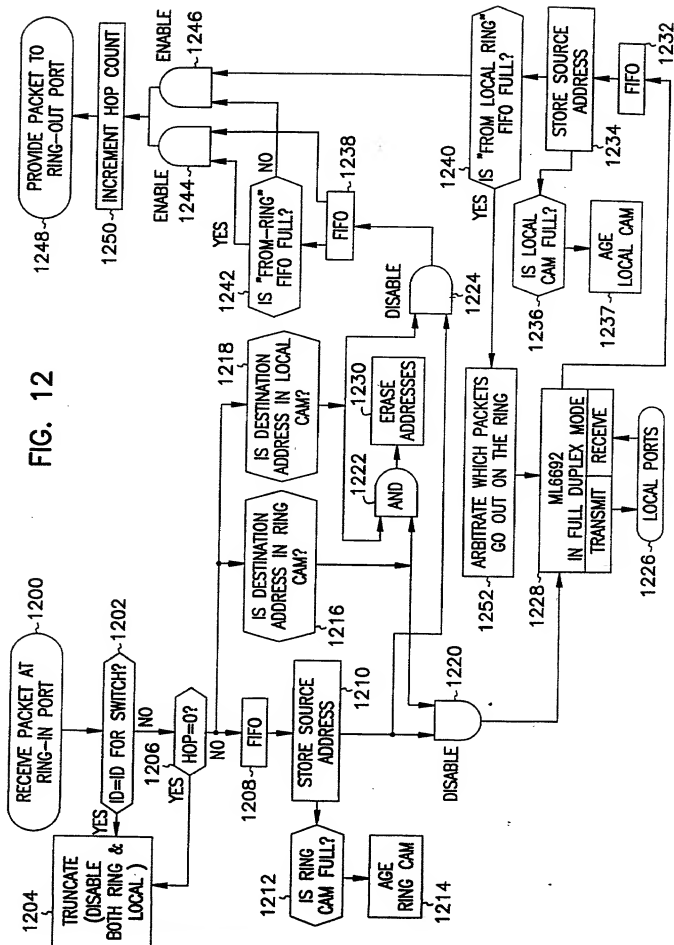 FIG. 12
1200
RECEIVE PACKET AT
RING-IN PORT
1202
ID=ID FOR SWITCH?
YES
NO
1204
TRUNCATE
(DISABLE
BOTH RING &
LOCAL)
1206
HOP=0?
YES
NO
1208
FIFO
1210
STORE SOURCE
ADDRESS
1212
IS RING
CAM FULL?
1214
AGE
RING CAM
1216
IS DESTINATION
ADDRESS IN RING
CAM?
1218
IS DESTINATION
ADDRESS IN LOCAL
CAM?
1220
DISABLE
1222
AND
1230
ERASE
ADDRESSES
1224
DISABLE
1238
FIFO
1242
IS "FROM-RING"
FIFO FULL?
YES
NO
1244
ENABLE
1246
ENABLE
1250
INCREMENT HOP COUNT
1248
PROVIDE PACKET TO
RING-OUT PORT
1240
IS "FROM LOCAL RING"
FIFO FULL?
YES
1252
ARBITRATE WHICH PACKETS
GO OUT ON THE RING
1228
ML6692
IN FULL DUPLEX MODE
TRANSMIT
RECEIVE
1226
LOCAL PORTS
1232
FIFO
1234
STORE SOURCE
ADDRESS
1236
IS LOCAL
CAM FULL?
1237
AGE
LOCAL CAM